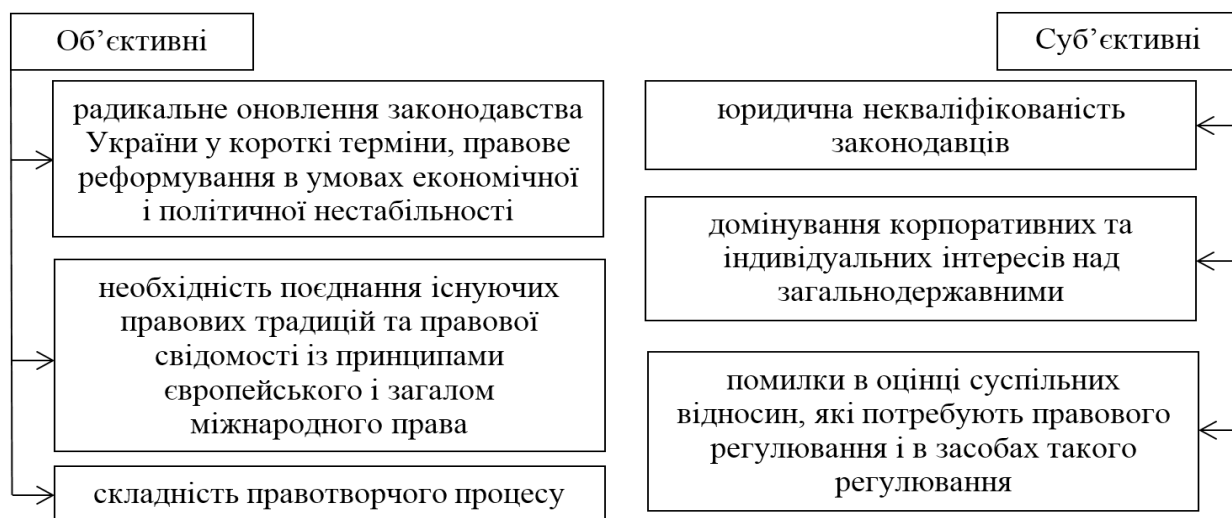 Об’єктивні
радикальне оновлення законодавства
України у короткі терміни, правове
реформування в умовах економічної
і політичної нестабільності
необхідність поєднання існуючих
правових традицій та правової
свідомості із принципами
європейського і загалом
міжнародного права
складність правотворчого процесу
Суб’єктивні
юридична некваліфікованість
законодавців
домінування корпоративних та
індивідуальних інтересів над
загальнодержавними
помилки в оцінці суспільних
відносин, які потребують правового
регулювання і в засобах такого
регулювання